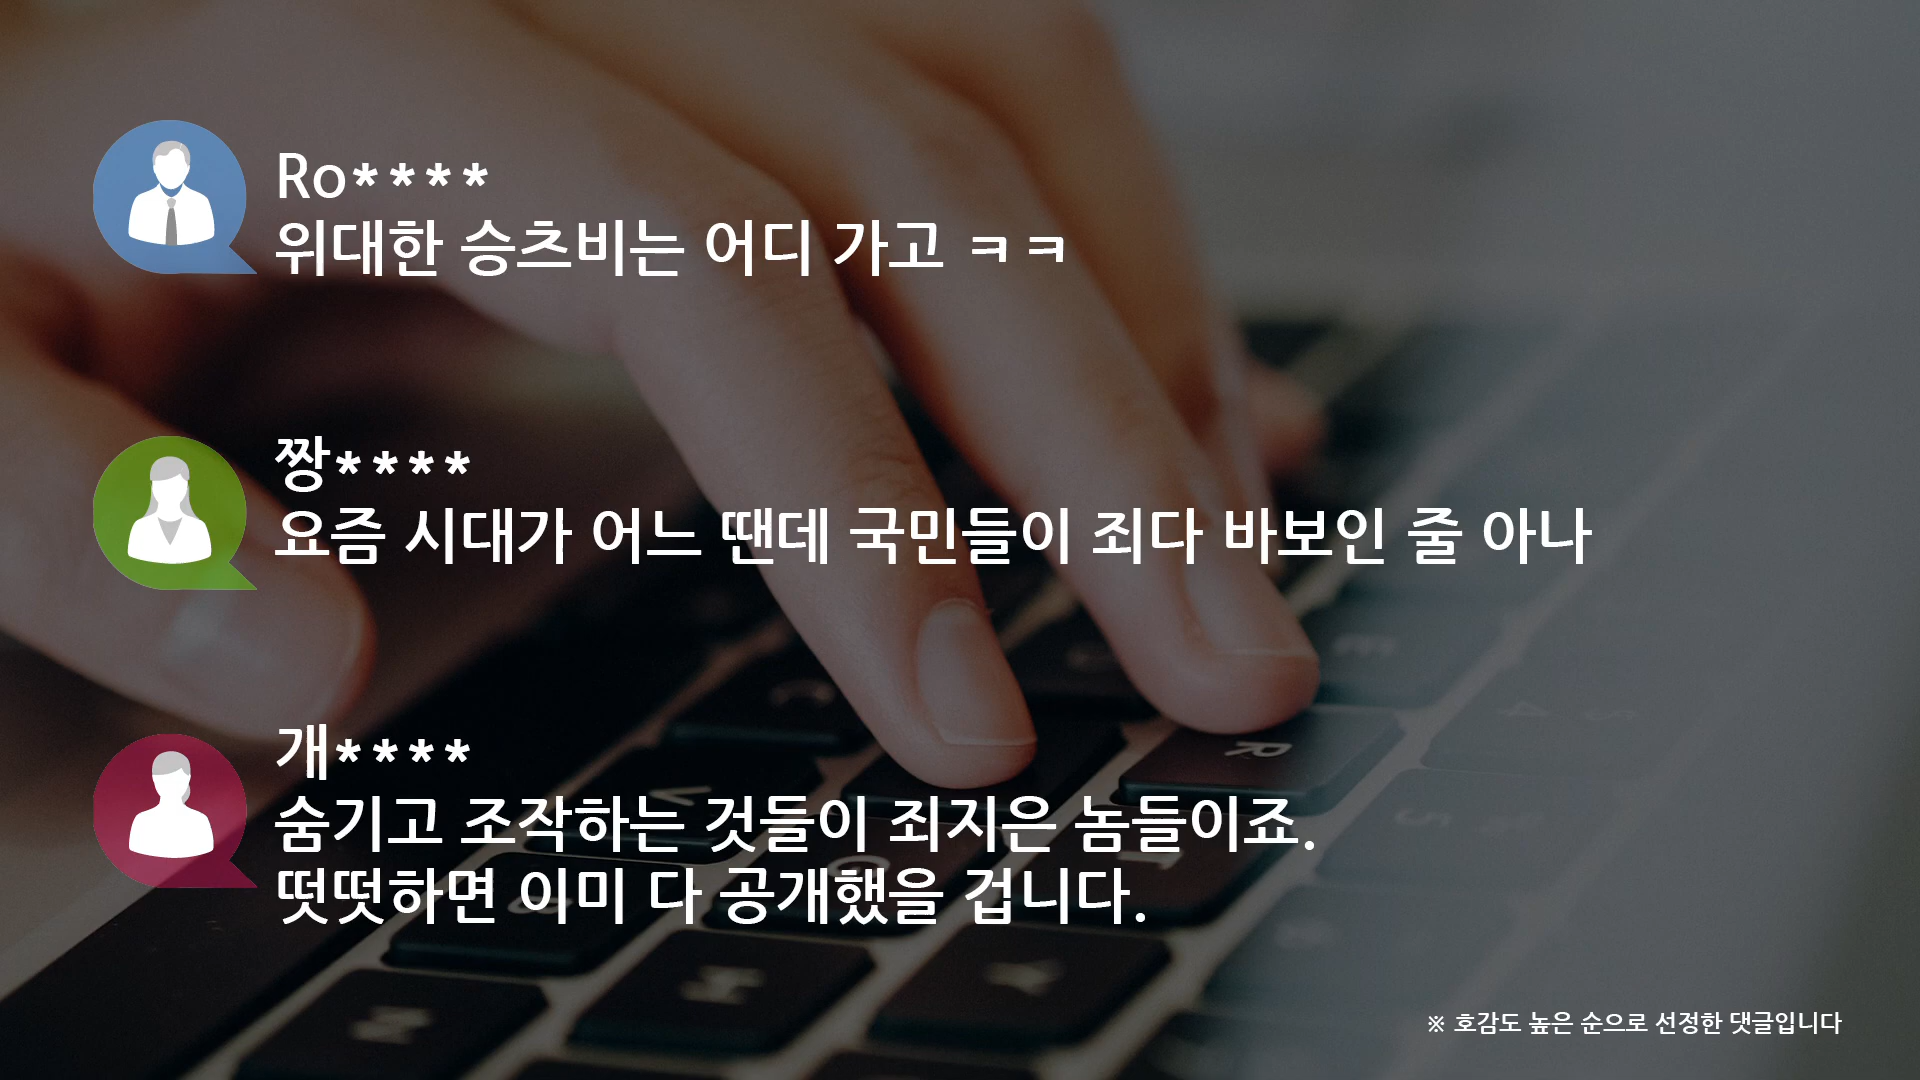 Ro****
위대한 승츠비는 어디 가고 ㅋㅋ
짱****
요즘 시대가 어느 땐데 국민들이 죄다 바보인 줄 아나
개****
숨기고 조작하는 것들이 죄지은 놈들이죠.
떳떳하면 이미 다 공개했을 겁니다.
※ 호감도 높은 순으로 선정한 댓글입니다